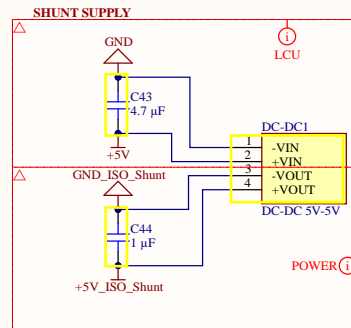 SHUNT SUPPLY
GND
i
LCU
C43
4.7 µF
+5V
DC-DC1
1 -VIN
2 +VIN
3 -VOUT
4 +VOUT
DC-DC 5V-5V
GND_ISO_Shunt
C44
1 µF
+5V_ISO_Shunt
POWER i